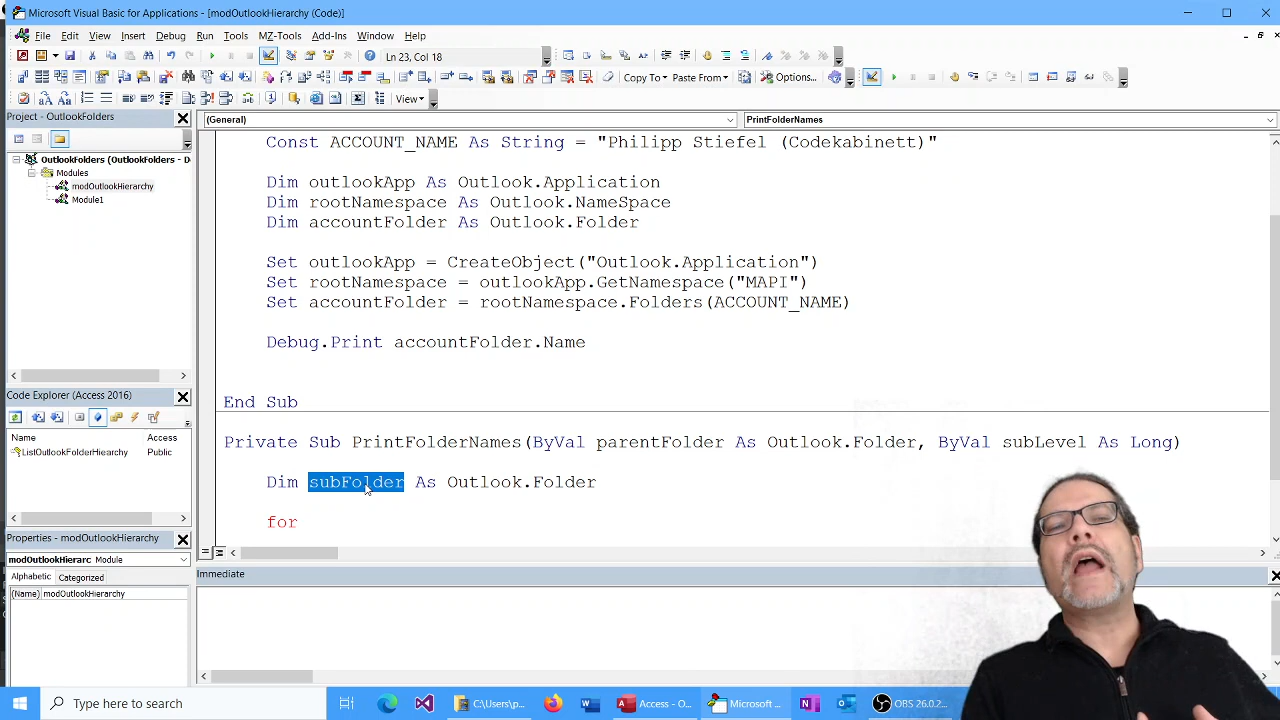 Microsoft Visual Basic for Applications - [modOutlookHierarchy (Code)]
File Edit View Insert Debug Run Tools MZ-Tools Add-Ins Window Help
Ln 23, Col 18
Copy To Paste From Options...
View
Project - OutlookFolders
(General) PrintFolderNames
OutlookFolders (OutlookFolders - D
Modules
modOutlookHierarchy
Module1
Const ACCOUNT_NAME As String = "Philipp Stiefel (Codekabinett)"
Dim outlookApp As Outlook.Application
Dim rootNamespace As Outlook.NameSpace
Dim accountFolder As Outlook.Folder
Set outlookApp = CreateObject("Outlook.Application")
Set rootNamespace = outlookApp.GetNamespace("MAPI")
Set accountFolder = rootNamespace.Folders(ACCOUNT_NAME)
Debug.Print accountFolder.Name
End Sub
Private Sub PrintFolderNames(ByVal parentFolder As Outlook.Folder, ByVal subLevel As Long)
Dim subFolder As Outlook.Folder
for
Code Explorer (Access 2016)
Name Access
ListOutlookFolderHierarchy Public
Properties - modOutlookHierarchy
modOutlookHierarc Module
Alphabetic Categorized
(Name) modOutlookHierarchy
Immediate
Type here to search
C:\Users\p...
Access - O...
Microsoft ...
OBS 26.0.2...